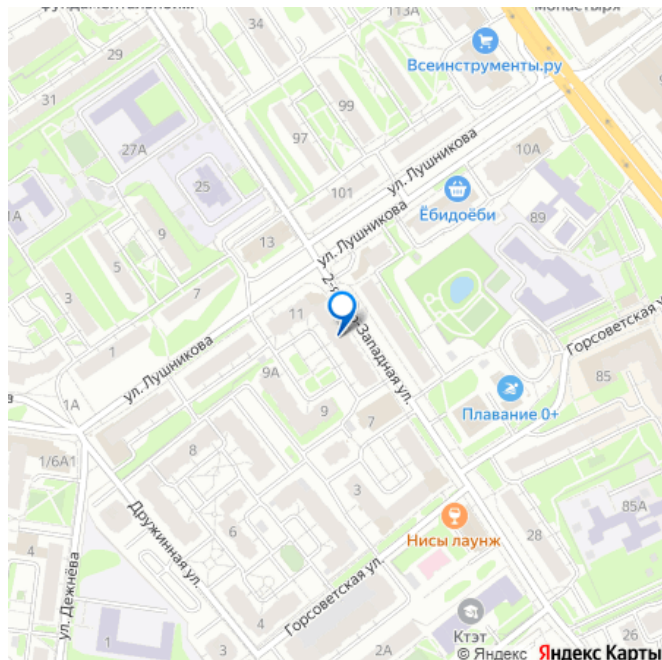 34
113А
монастыря
Всеинструменты.ру
29
31
99
97
27А
10А
ул. Лушникова
25
101
Ёбидоёби
1А
9
13
ул. Лушникова
89
5
3
7
11
Западная ул.
Горсоветская у
1
ул. Лушникова
9А
85
Плавание 0+
1А
9
7
8
1/6А1
3
85А
Дружинная ул.
6
Нисы лаунж
28
4
ул. Дежнёва
Горсоветская ул.
3
4
1
Ктэт
26
2А
© Яндекс Яндекс Карты